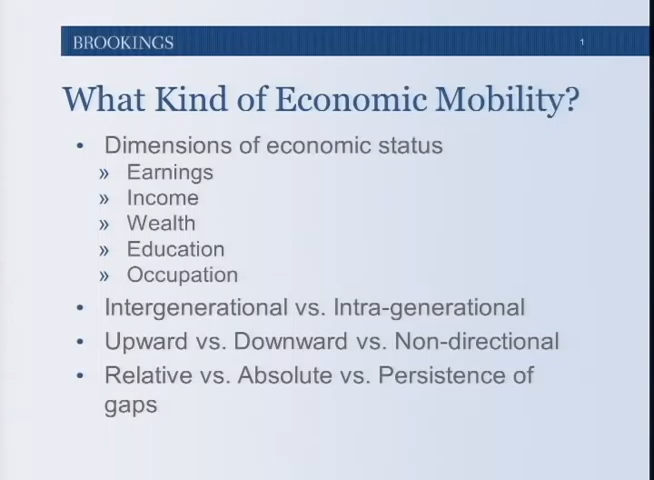 BROOKINGS
1
What Kind of Economic Mobility?
• Dimensions of economic status
» Earnings
» Income
» Wealth
» Education
» Occupation
• Intergenerational vs. Intra-generational
• Upward vs. Downward vs. Non-directional
• Relative vs. Absolute vs. Persistence of
gaps